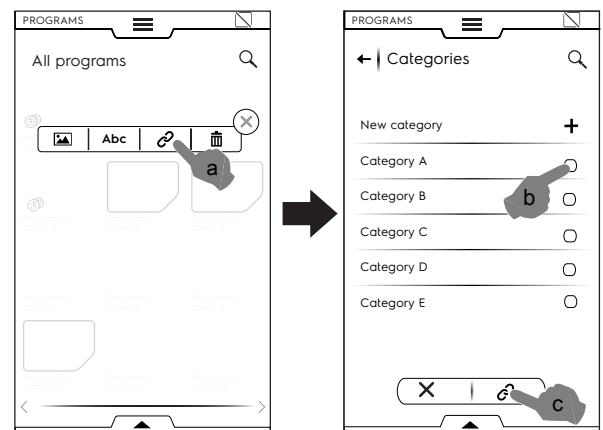 PROGRAMS
All programs
Abc
a
PROGRAMS
Categories
New category
Category A
b
Category B
Category C
Category D
Category E
c